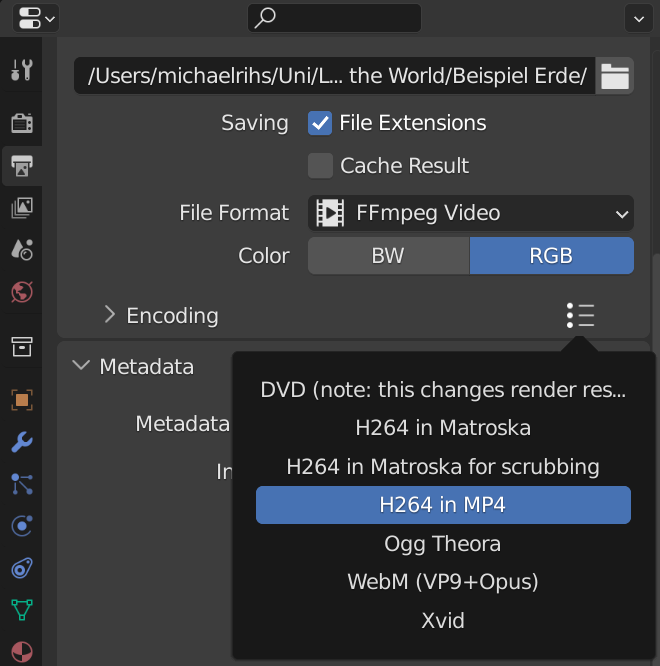 /Users/michaelrihs/Uni/L... the World/Beispiel Erde/
Saving File Extensions
Cache Result
File Format FFmpeg Video
Color BW RGB
Encoding
Metadata
DVD (note: this changes render res...
H264 in Matroska
Metadata
H264 in Matroska for scrubbing
In
H264 in MP4
Ogg Theora
WebM (VP9+Opus)
Xvid